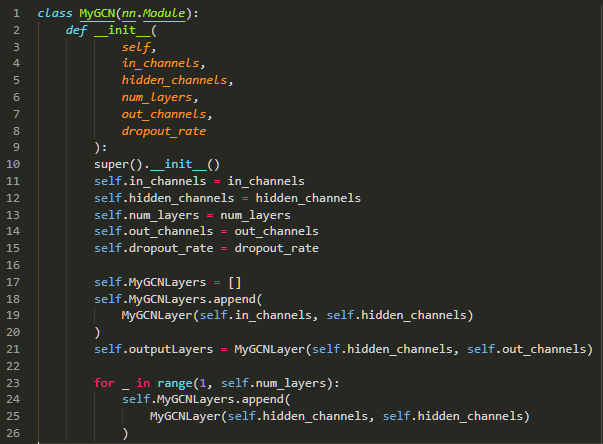 1 class MyGCN(nn.Module):
2     def __init__(
3             self,
4             in_channels,
5             hidden_channels,
6             num_layers,
7             out_channels,
8             dropout_rate
9         ):
10         super().__init__()
11         self.in_channels = in_channels
12         self.hidden_channels = hidden_channels
13         self.num_layers = num_layers
14         self.out_channels = out_channels
15         self.dropout_rate = dropout_rate
16
17         self.MyGCNLayers = []
18         self.MyGCNLayers.append(
19             MyGCNLayer(self.in_channels, self.hidden_channels)
20         )
21         self.outputLayers = MyGCNLayer(self.hidden_channels, self.out_channels)
22
23         for _ in range(1, self.num_layers):
24             self.MyGCNLayers.append(
25                 MyGCNLayer(self.hidden_channels, self.hidden_channels)
26             )